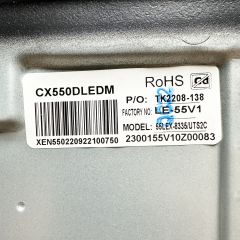 RoHS
CX550DLEDM
P/O: TK2208-138
FACTORY NO: LE-55V1
MODEL: 55LEX-8335/UTS2C
XEN550220922100750
2300155V10Z00083